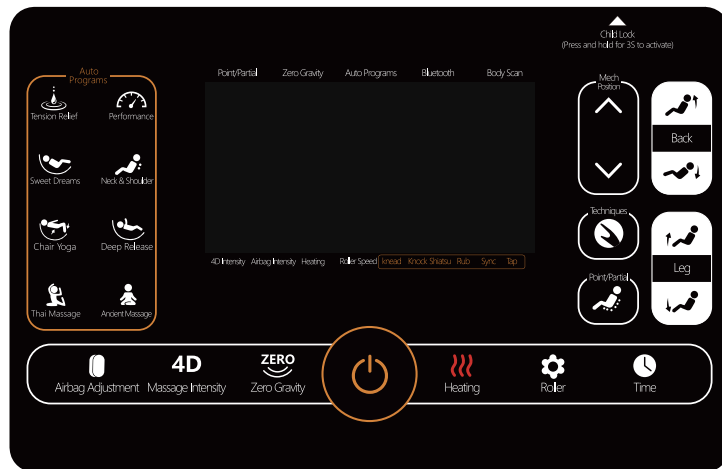 Child Lock
(Press and hold for 3S to activate)
Auto
Programs
Tension Relief
Performance
Sweet Dreams
Neck & Shoulder
Chair Yoga
Deep Release
Thai Massage
Ancient Massage
Point/Partial Zero Gravity Auto Programs Bluetooth Body Scan
4D Intensity Airbag Intensity Heating Roller Speed knead Knock Shiatsu Rub Sync Tap
Mech
Position
Back
Techniques
Point/Partial
Leg
4D
ZERO
Airbag Adjustment Massage Intensity Zero Gravity Heating Roller Time